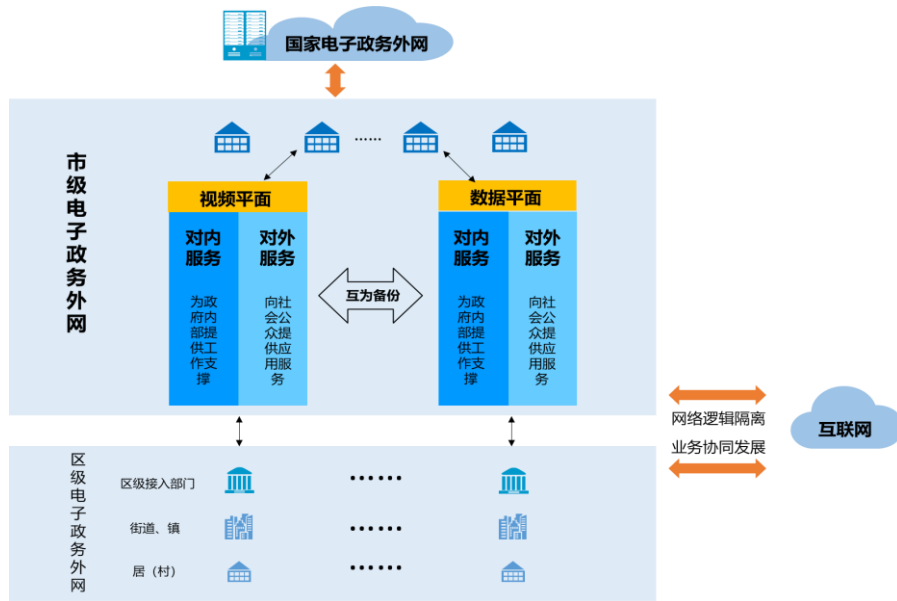 国家电子政务外网
市级电子政务外网
……
视频平面
数据平面
对内服务
对外服务
对内服务
对外服务
互为备份
为政府内部提供工作支撑
向社会公众提供应用服务
为政府内部提供工作支撑
向社会公众提供应用服务
网络逻辑隔离
业务协同发展
互联网
区级电子政务外网
区级接入部门
……
……
街道、镇
……
居（村）
……